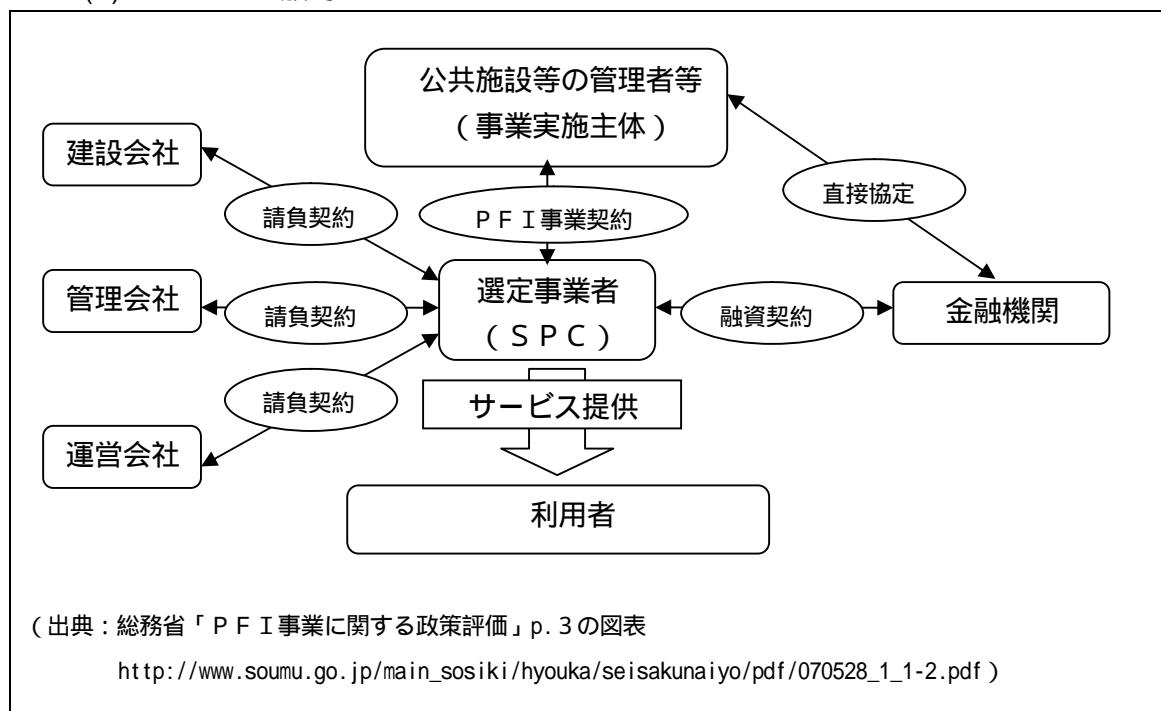 公共施設等の管理者等
（事業実施主体）
建設会社
直接協定
請負契約
ＰＦＩ事業契約
選定事業者
（ＳＰＣ）
管理会社
請負契約
融資契約
金融機関
請負契約
サービス提供
運営会社
利用者
（出典：総務省「ＰＦＩ事業に関する政策評価」p.３の図表
http://www.soumu.go.jp/main_sosiki/hyouka/seisakunaiyo/pdf/070528_1_1-2.pdf）